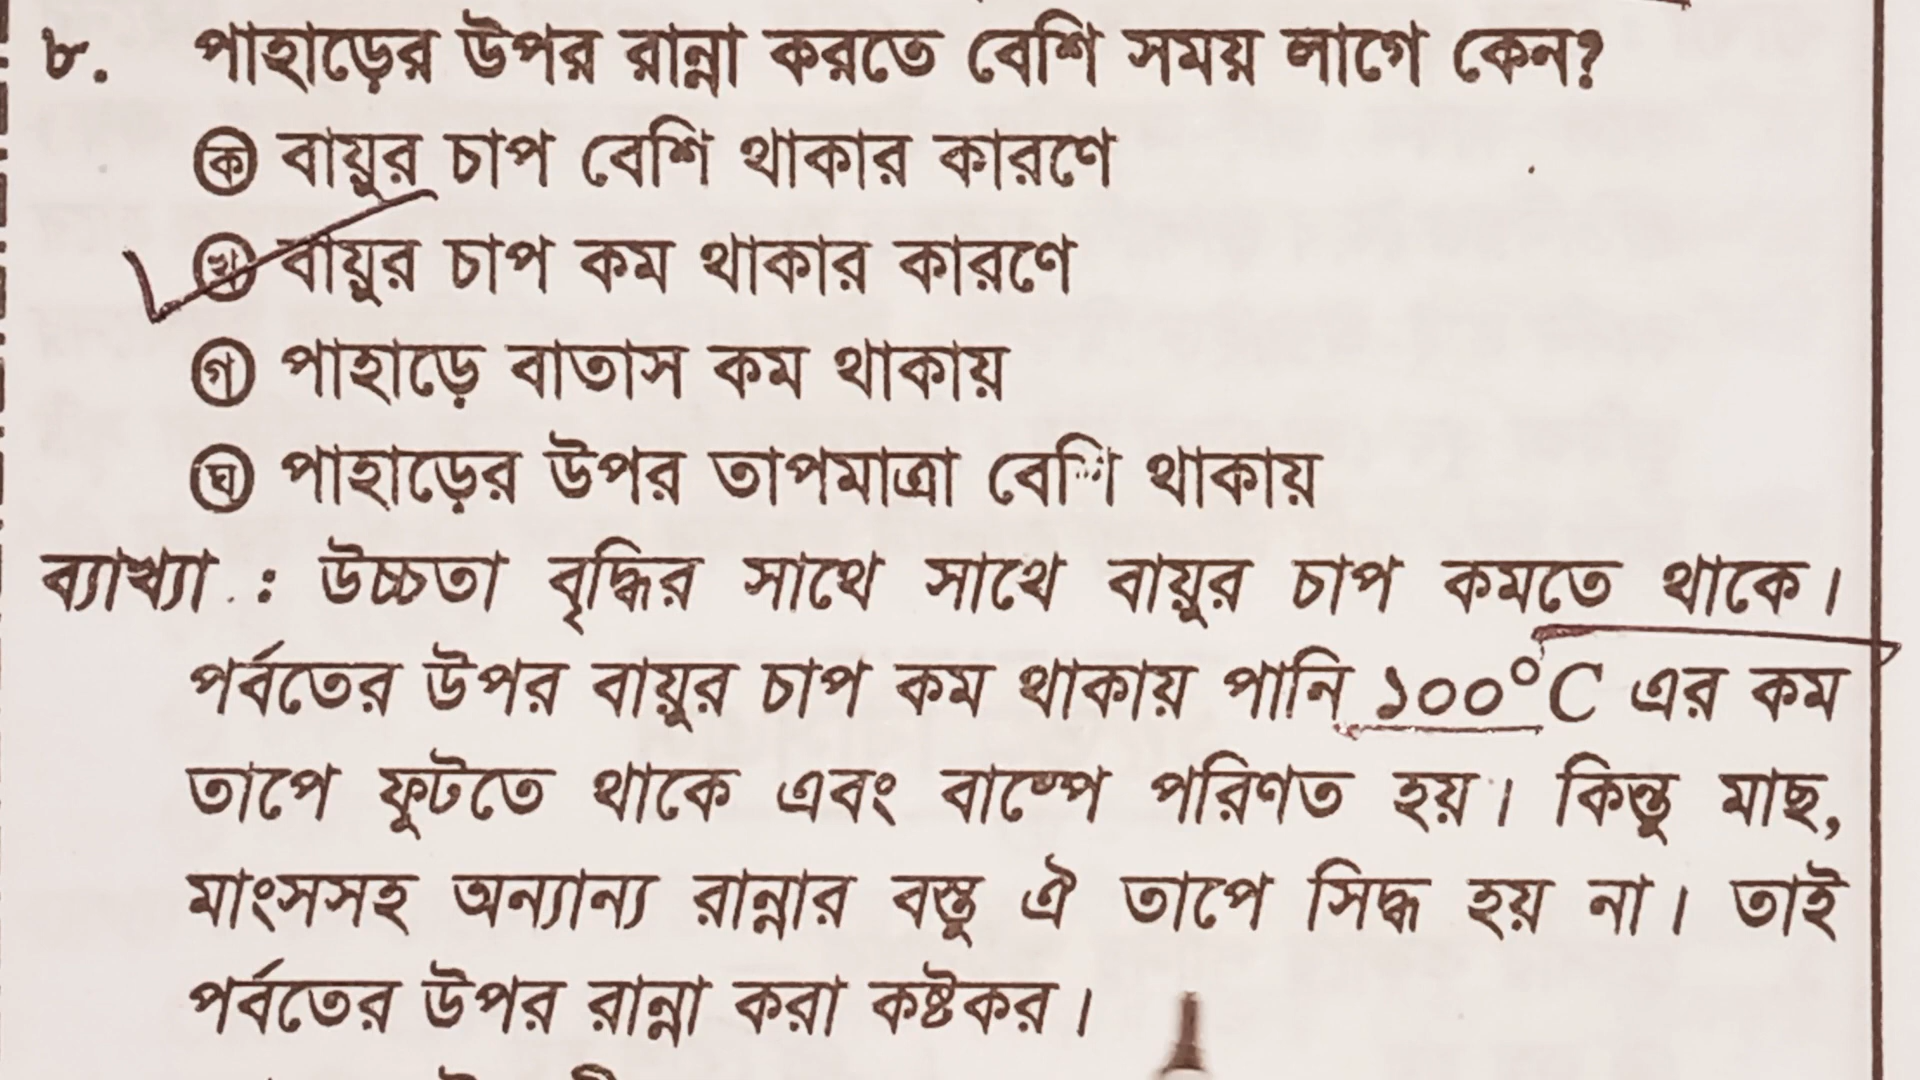 ৮. পাহাড়ের উপর রান্না করতে বেশি সময় লাগে কেন?
ক বায়ুর চাপ বেশি থাকার কারণে
খ বায়ুর চাপ কম থাকার কারণে
গ পাহাড়ে বাতাস কম থাকায়
ঘ পাহাড়ের উপর তাপমাত্রা বেশি থাকায়
ব্যাখ্যা : উচ্চতা বৃদ্ধির সাথে সাথে বায়ুর চাপ কমতে থাকে।
পর্বতের উপর বায়ুর চাপ কম থাকায় পানি ১০০°C এর কম
তাপে ফুটতে থাকে এবং বাষ্পে পরিণত হয়। কিন্তু মাছ,
মাংসসহ অন্যান্য রান্নার বস্তু ঐ তাপে সিদ্ধ হয় না। তাই
পর্বতের উপর রান্না করা কষ্টকর।